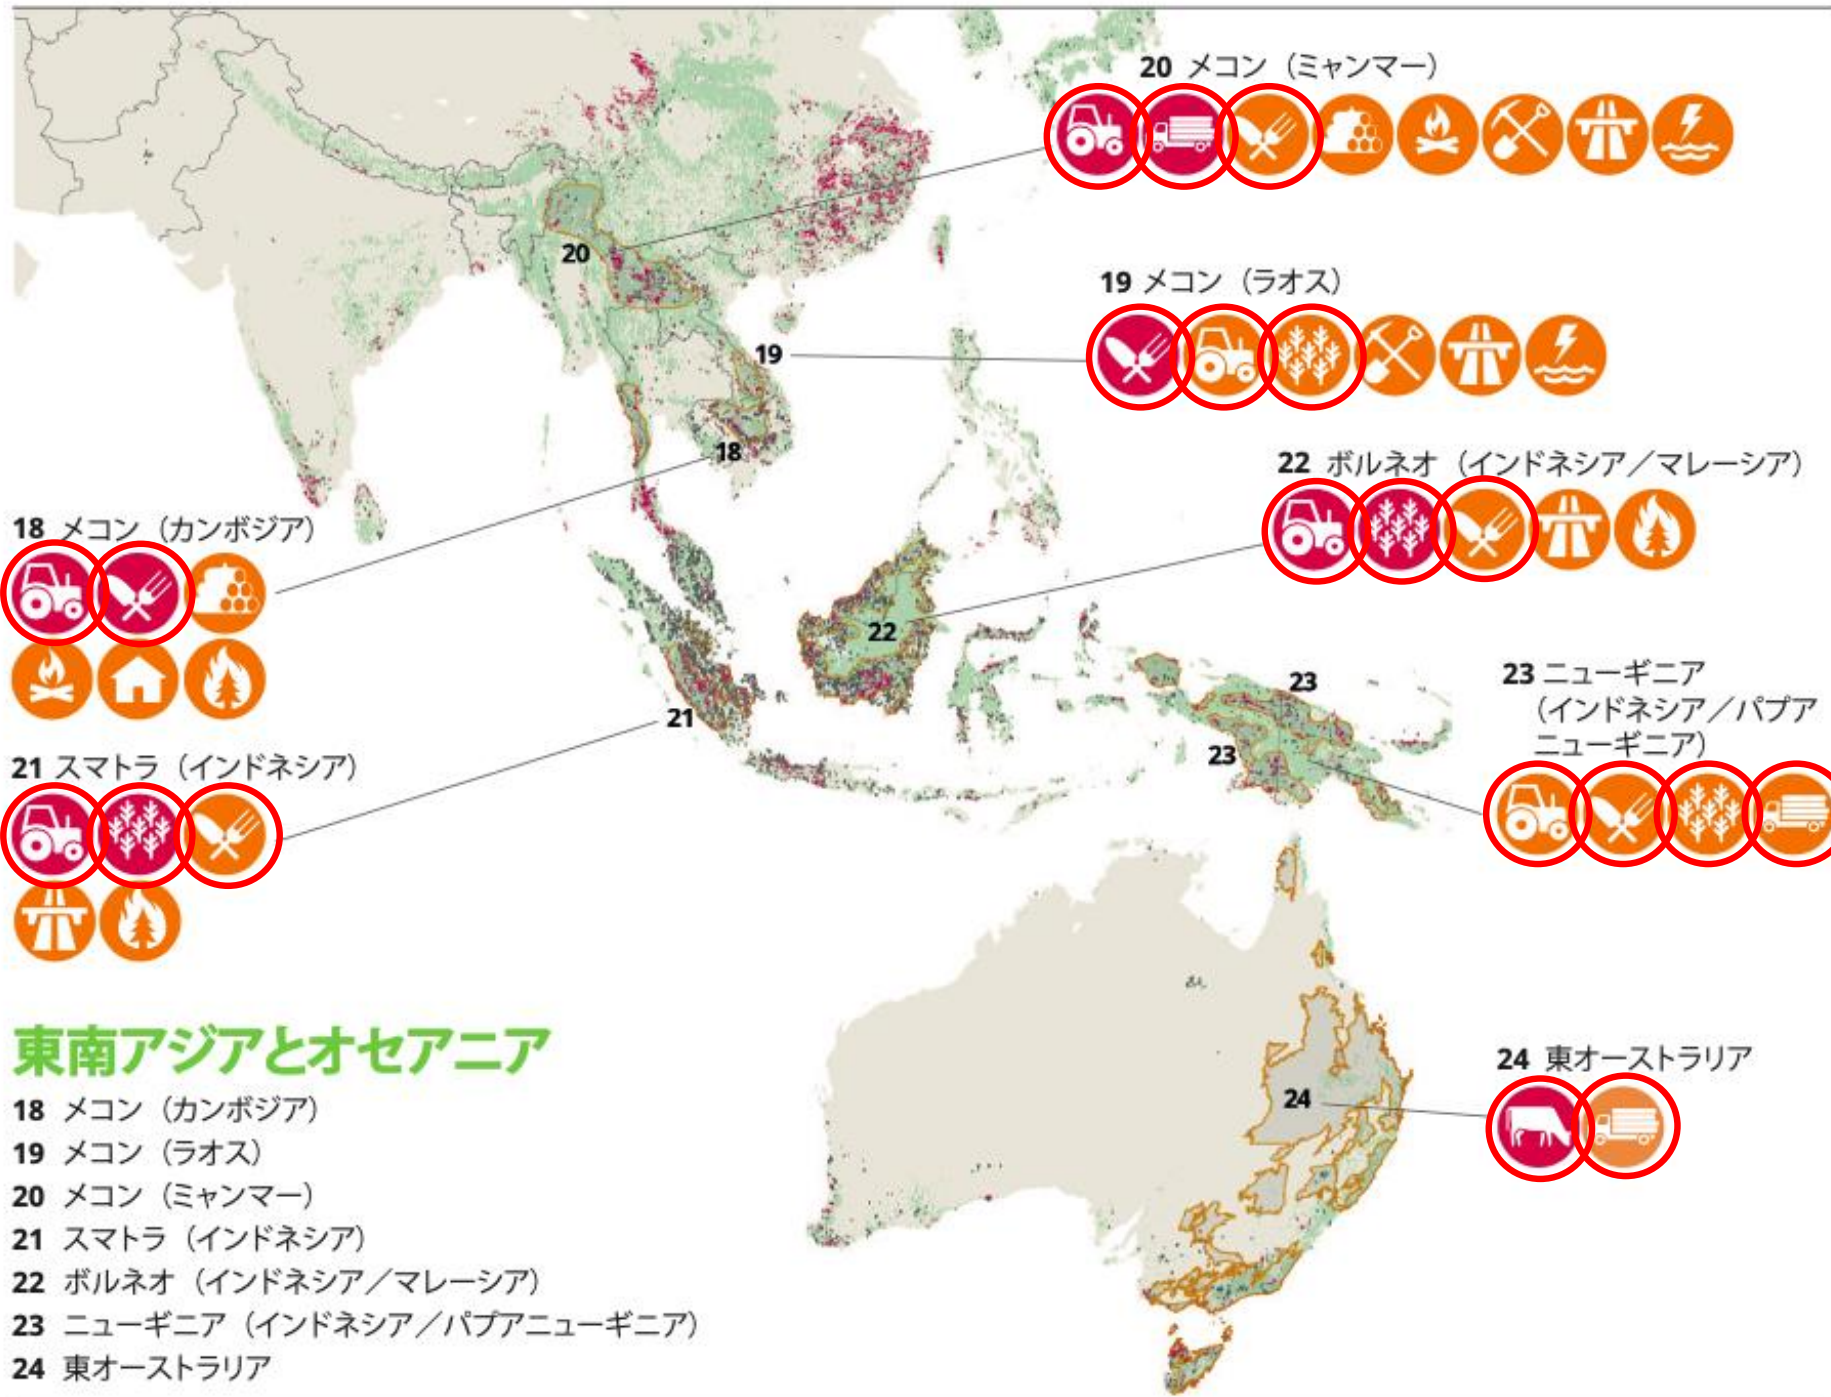 20 メコン（ミャンマー）
20
19 メコン（ラオス）
19
18
22 ボルネオ（インドネシア／マレーシア）
18 メコン（カンボジア）
22
23
23 ニューギニア
（インドネシア／パプア
ニューギニア）
21
23
21 スマトラ（インドネシア）
東南アジアとオセアニア
24 東オーストラリア
24
18 メコン（カンボジア）
19 メコン（ラオス）
20 メコン（ミャンマー）
21 スマトラ（インドネシア）
22 ボルネオ（インドネシア／マレーシア）
23 ニューギニア（インドネシア／パプアニューギニア）
24 東オーストラリア